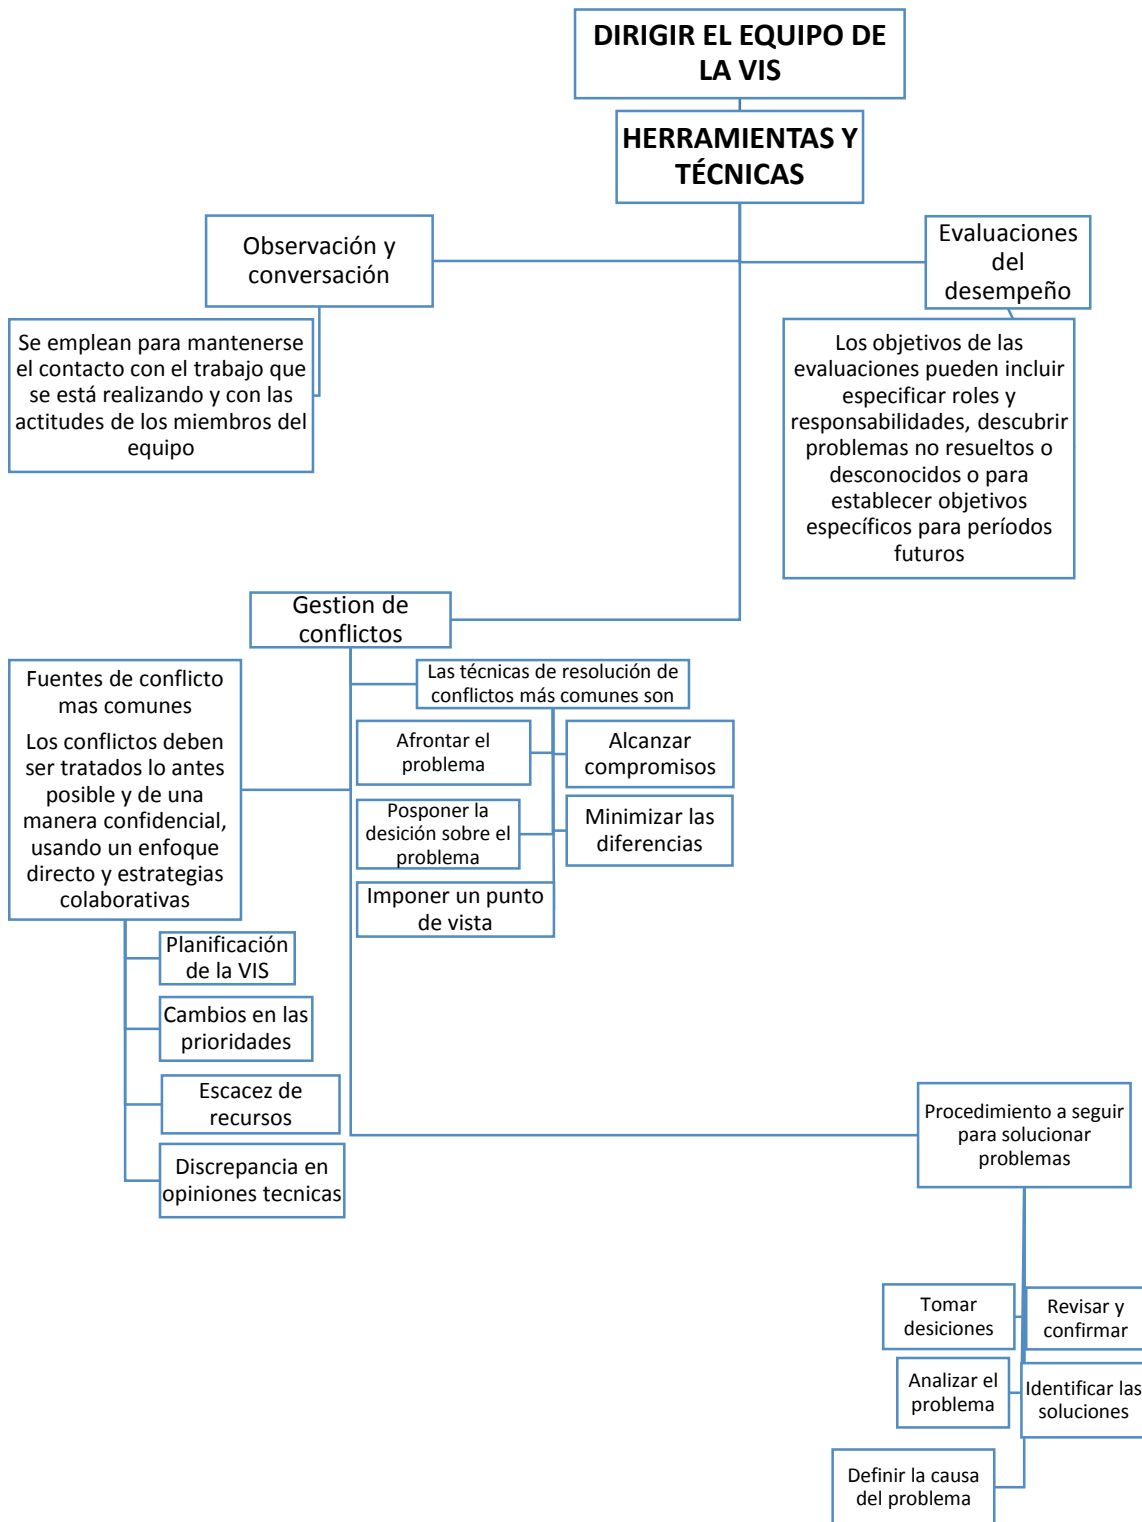 DIRIGIR EL EQUIPO DE
LA VIS
HERRAMIENTAS Y
TÉCNICAS
Observación y
conversación
Se emplean para mantenerse
el contacto con el trabajo que
se está realizando y con las
actitudes de los miembros del
equipo
Evaluaciones
del
desempeño
Los objetivos de las
evaluaciones pueden incluir
especificar roles y
responsabilidades, descubrir
problemas no resueltos o
desconocidos o para
establecer objetivos
específicos para períodos
futuros
Gestion de
conflictos
Fuentes de conflicto
mas comunes
Los conflictos deben
ser tratados lo antes
posible y de una
manera confidencial,
usando un enfoque
directo y estrategias
colaborativas
Planificación
de la VIS
Cambios en las
prioridades
Escacez de
recursos
Discrepancia en
opiniones tecnicas
Las técnicas de resolución de
conflictos más comunes son
Afrontar el
problema
Alcanzar
compromisos
Posponer la
desición sobre el
problema
Minimizar las
diferencias
Imponer un punto
de vista
Procedimiento a seguir
para solucionar
problemas
Tomar
desiciones
Revisar y
confirmar
Analizar el
problema
Identificar las
soluciones
Definir la causa
del problema